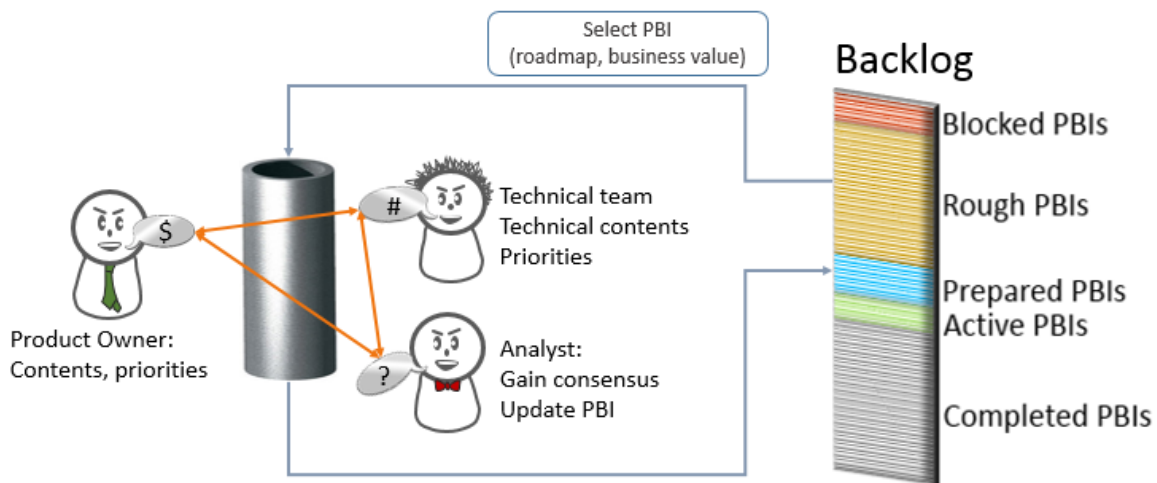 Select PBI
(roadmap, business value)
Backlog
Blocked PBIs
Rough PBIs
Prepared PBIs
Active PBIs
Completed PBIs
$
#
?
Technical team
Technical contents
Priorities
Product Owner:
Contents, priorities
Analyst:
Gain consensus
Update PBI